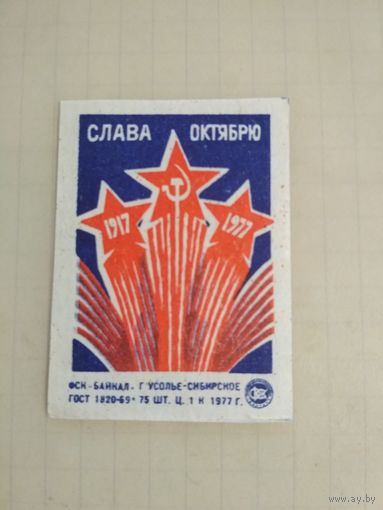 СЛАВА ОКТЯБРЮ
1917 1977
ФСК «БАЙКАЛ» Г УСОЛЬЕ-СИБИРСКОЕ
ГОСТ 1820-69 • 75 ШТ. Ц. 1 К 1977 Г.
www.ay.by